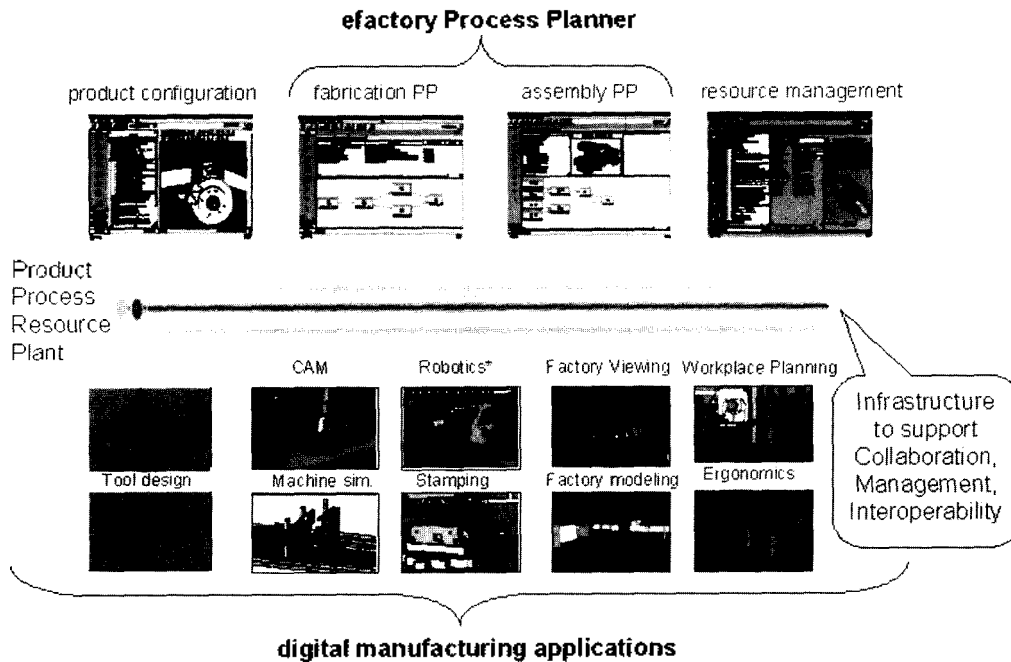 efactory Process Planner
product configuration
fabrication PP
assembly PP
resource management
Product
Process
Resource
Plant
CAM
Robotics*
Factory Viewing
Workplace Planning
Tool design
Machine sim.
Stamping
Factory modeling
Ergonomics
Infrastructure
to support
Collaboration,
Management,
Interoperability
digital manufacturing applications